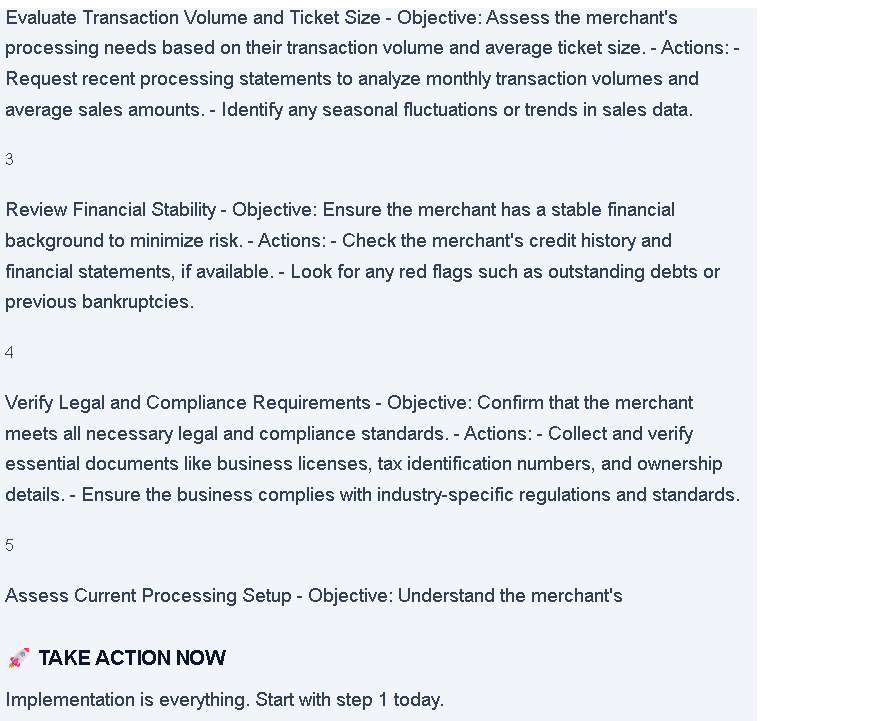 Evaluate Transaction Volume and Ticket Size - Objective: Assess the merchant's
processing needs based on their transaction volume and average ticket size. - Actions: -
Request recent processing statements to analyze monthly transaction volumes and
average sales amounts. - Identify any seasonal fluctuations or trends in sales data.
3
Review Financial Stability - Objective: Ensure the merchant has a stable financial
background to minimize risk. - Actions: - Check the merchant's credit history and
financial statements, if available. - Look for any red flags such as outstanding debts or
previous bankruptcies.
4
Verify Legal and Compliance Requirements - Objective: Confirm that the merchant
meets all necessary legal and compliance standards. - Actions: - Collect and verify
essential documents like business licenses, tax identification numbers, and ownership
details. - Ensure the business complies with industry-specific regulations and standards.
5
Assess Current Processing Setup - Objective: Understand the merchant's
🚀 TAKE ACTION NOW
Implementation is everything. Start with step 1 today.